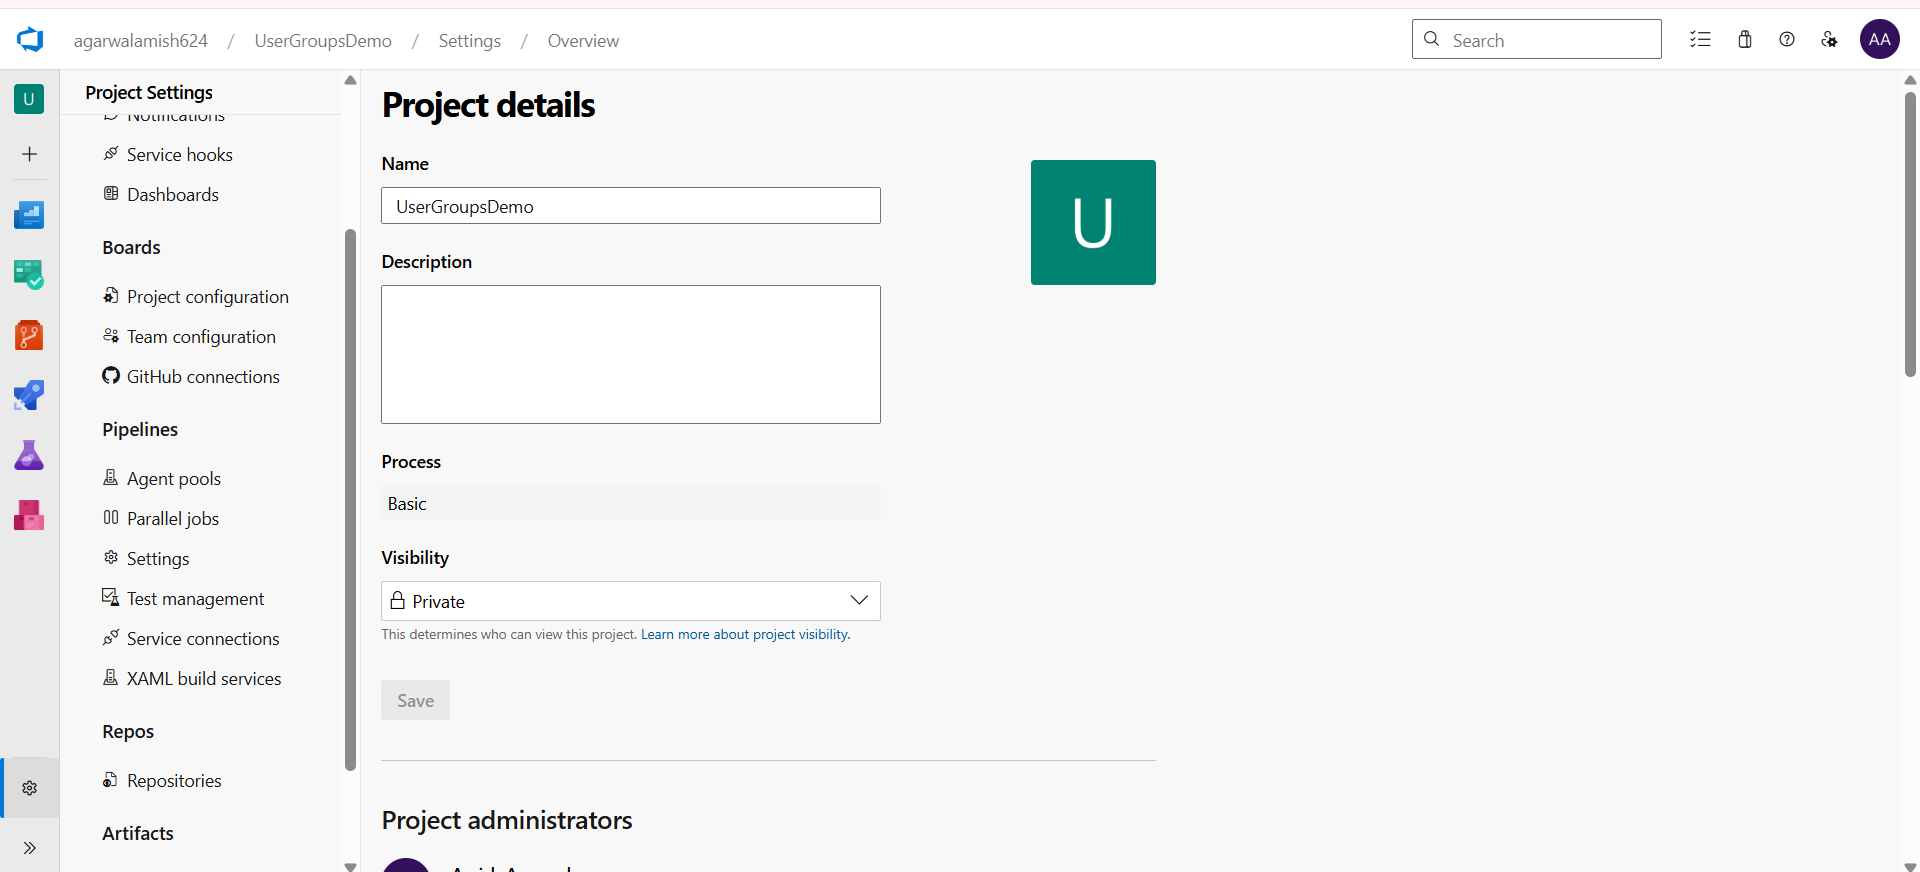 agarwalamish624 / UserGroupsDemo / Settings / Overview
Search
AA
U
Project Settings
Notifications
Service hooks
Dashboards
Boards
Project configuration
Team configuration
GitHub connections
Pipelines
Agent pools
Parallel jobs
Settings
Test management
Service connections
XAML build services
Repos
Repositories
Artifacts
Project details
Name
UserGroupsDemo
U
Description
Process
Basic
Visibility
Private
This determines who can view this project. Learn more about project visibility.
Save
Project administrators